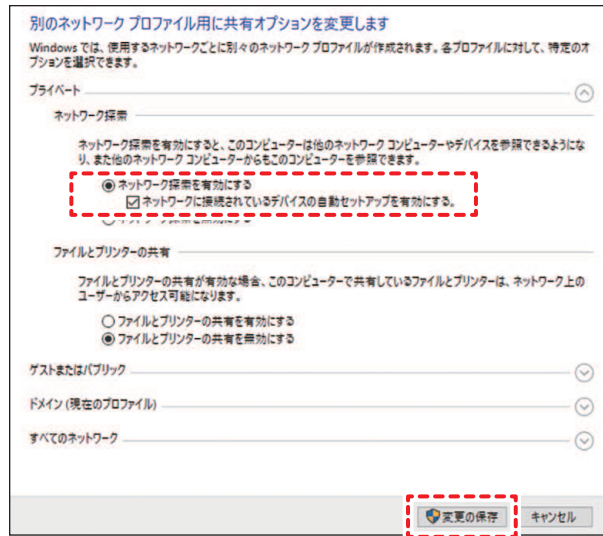 別のネットワーク プロファイル用に共有オプションを変更します
Windows では、使用するネットワークごとに別々のネットワーク プロファイルが作成されます。各プロファイルに対して、特定のオ
プションを選択できます。
プライベート
ネットワーク探索
ネットワーク探索を有効にすると、このコンピューターは他のネットワーク コンピューターやデバイスを参照できるようにな
り、また他のネットワーク コンピューターからもこのコンピューターを参照できます。
ネットワーク探索を有効にする
ネットワークに接続されているデバイスの自動セットアップを有効にする。
ネットワーク探索を無効にする
ファイルとプリンターの共有
ファイルとプリンターの共有が有効な場合、このコンピューターで共有しているファイルとプリンターは、ネットワーク上の
ユーザーからアクセス可能になります。
ファイルとプリンターの共有を有効にする
ファイルとプリンターの共有を無効にする
ゲストまたはパブリック
ドメイン (現在のプロファイル)
すべてのネットワーク
変更の保存
キャンセル